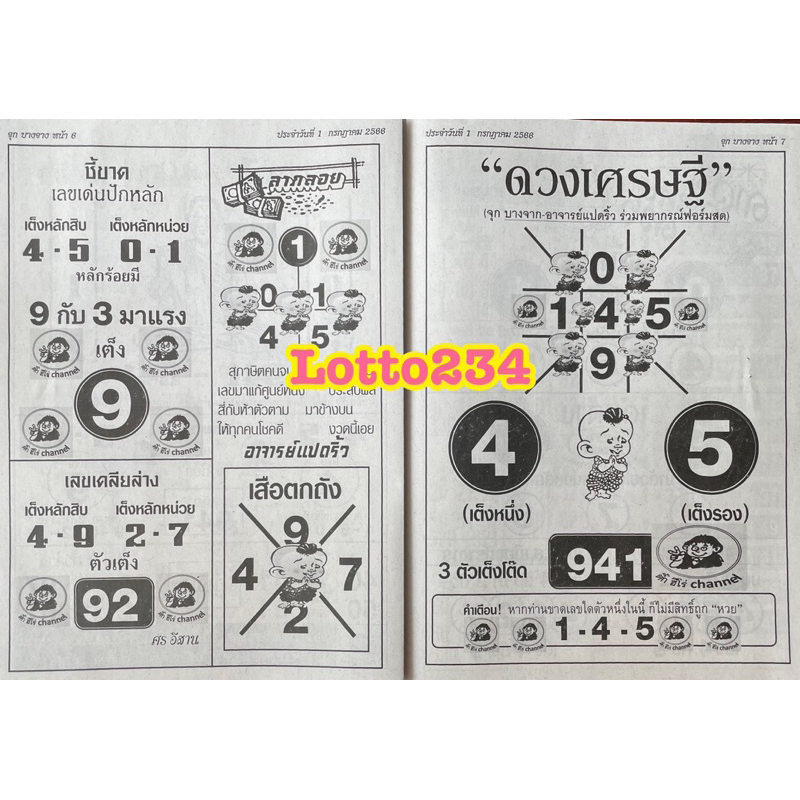 จุก บางจาง หน้า 6
ประจำวันที่ 1 กรกฎาคม 2566
ชี้ขาด
เลขเด่นปักหลัก
เต็งหลักสิบ เต็งหลักหน่วย
4 - 5 0 - 1
หลักร้อยมี
9 กับ 3 มาแรง
เต็ง
9
เลขเคลียล่าง
เต็งหลักสิบ เต็งหลักหน่วย
4 - 9 2 - 7
ตัวเต็ง
92
ศร อีสาน
ลาภลอย
1
0 1
4 5
สุภาษิตคนจน
เลขมาแก้ศูนย์หนึ่ง ประสบผล
สี่กับห้าตัวตาม มาข้างบน
ให้ทุกคนโชคดี งวดนี้เอย
อาจารย์แปดริ้ว
เสือตกถัง
9
4 7
2
Lotto234
ประจำวันที่ 1 กรกฎาคม 2566
จุก บางจาง หน้า 7
“ดวงเศรษฐี”
(จุก บางจาก-อาจารย์แปดริ้ว ร่วมพยากรณ์ฟอร์มสด)
0
1 4 5
9
4 5
(เต็งหนึ่ง) (เต็งรอง)
3 ตัวเต็งโต๊ด 941
คำเตือน! หากท่านขาดเลขใดตัวหนึ่งในนี้ ก็ไม่มีสิทธิ์ถูก “หวย”
1 - 4 - 5